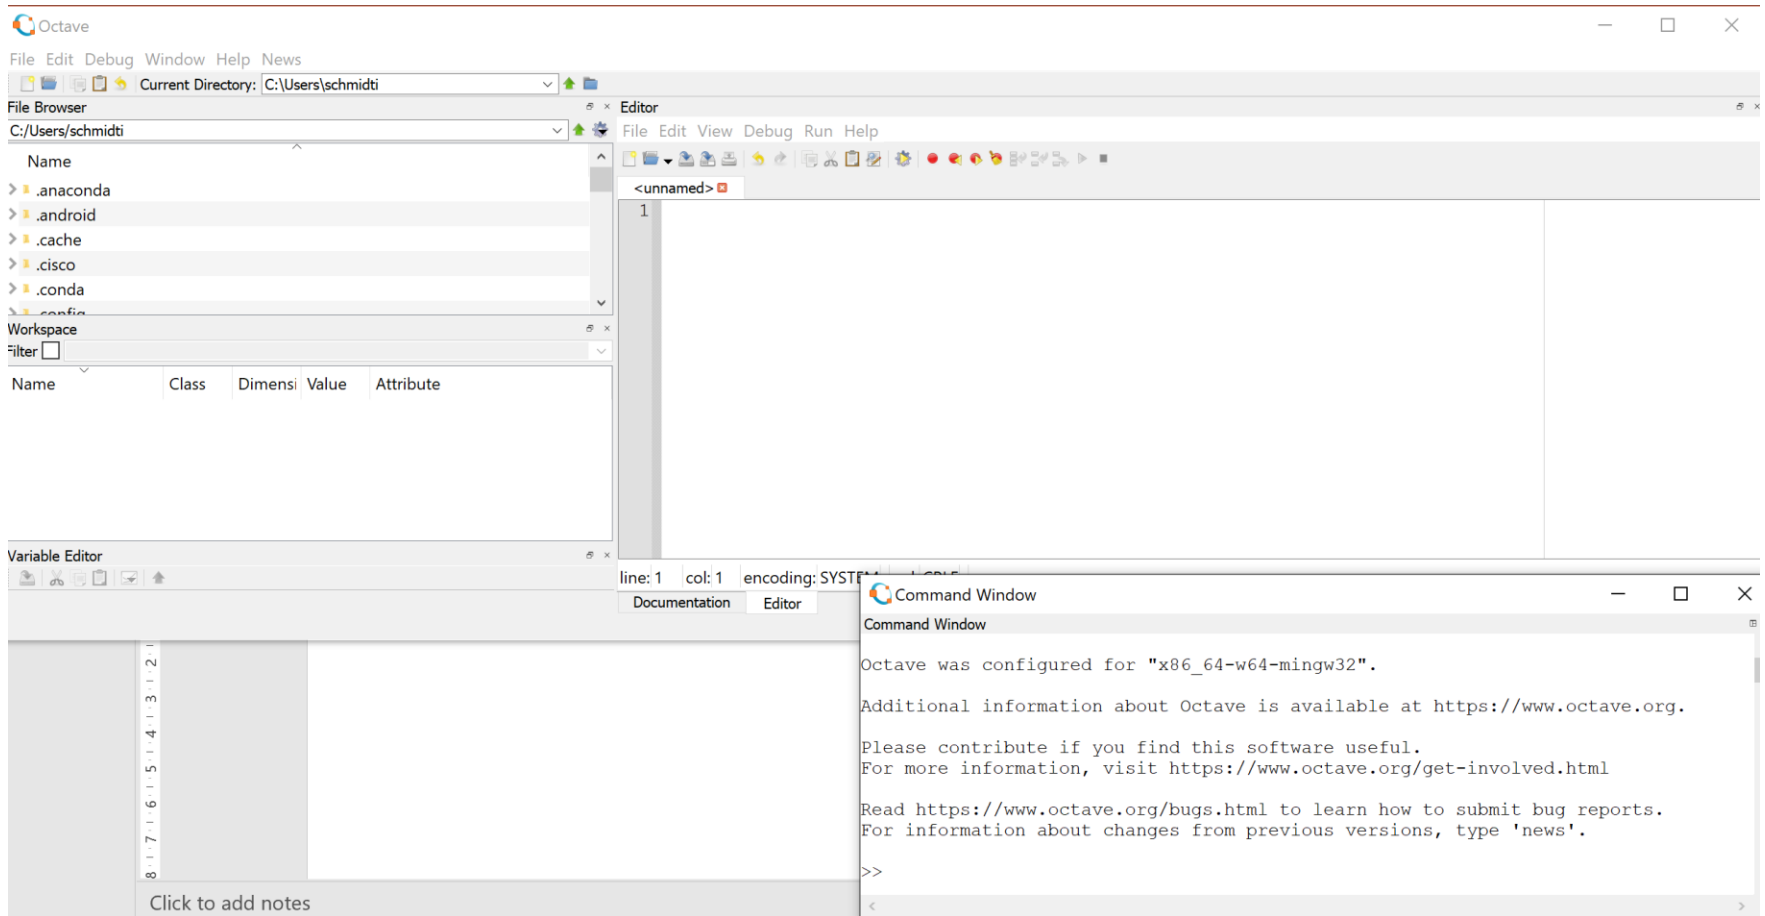 Octave
File Edit Debug Window Help News
Current Directory: C:\Users\schmidti
File Browser
C:/Users/schmidti
Name
.anaconda
.android
.cache
.cisco
.conda
.config
Workspace
Filter
Name Class Dimensi Value Attribute
Variable Editor
Editor
File Edit View Debug Run Help
<unnamed>
1
line: 1 col: 1 encoding: SYSTEM CRLF
Documentation Editor
Command Window
Command Window
Octave was configured for "x86_64-w64-mingw32".
Additional information about Octave is available at https://www.octave.org.
Please contribute if you find this software useful.
For more information, visit https://www.octave.org/get-involved.html
Read https://www.octave.org/bugs.html to learn how to submit bug reports.
For information about changes from previous versions, type 'news'.
>>
2
3
4
5
6
7
8
Click to add notes